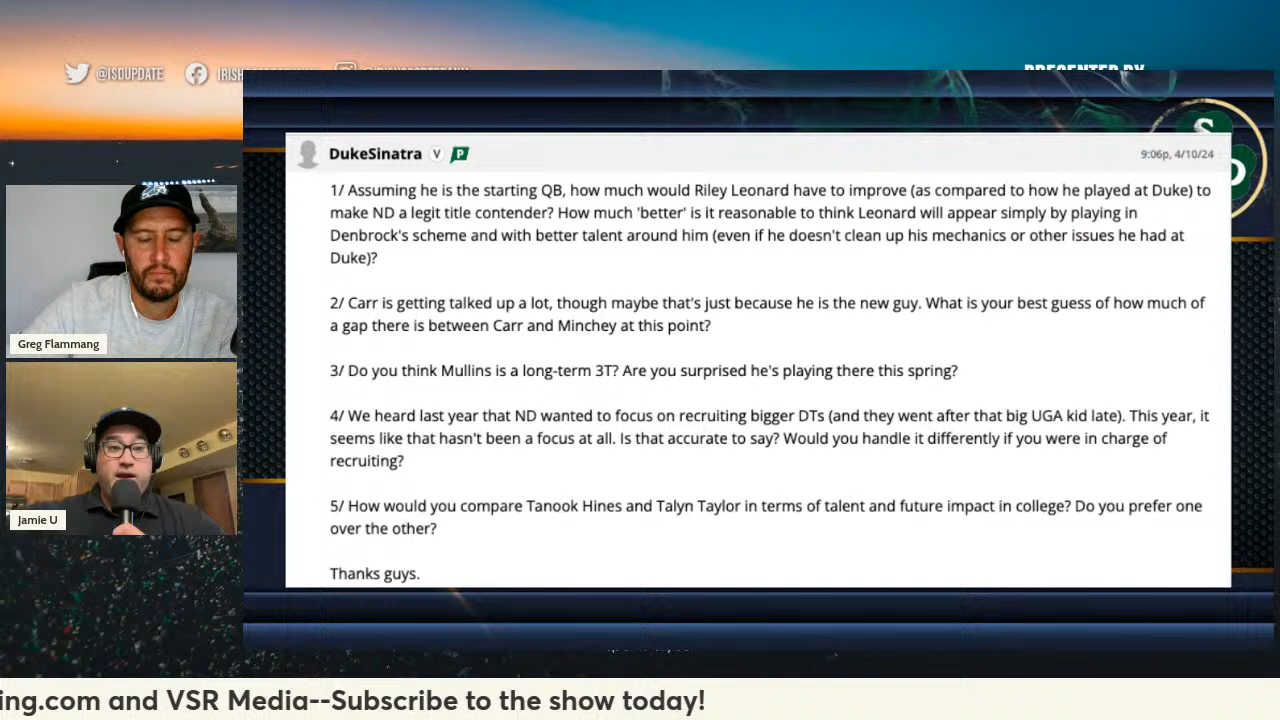 @ISDUPDATE
PRESENTED BY
S
D
DukeSinatra V P
9:06p, 4/10/24
1/ Assuming he is the starting QB, how much would Riley Leonard have to improve (as compared to how he played at Duke) to
make ND a legit title contender? How much 'better' is it reasonable to think Leonard will appear simply by playing in
Denbrock's scheme and with better talent around him (even if he doesn't clean up his mechanics or other issues he had at
Duke)?
2/ Carr is getting talked up a lot, though maybe that's just because he is the new guy. What is your best guess of how much of
a gap there is between Carr and Minchey at this point?
3/ Do you think Mullins is a long-term 3T? Are you surprised he's playing there this spring?
4/ We heard last year that ND wanted to focus on recruiting bigger DTs (and they went after that big UGA kid late). This year, it
seems like that hasn't been a focus at all. Is that accurate to say? Would you handle it differently if you were in charge of
recruiting?
5/ How would you compare Tanook Hines and Talyn Taylor in terms of talent and future impact in college? Do you prefer one
over the other?
Thanks guys.
Greg Flammang
Jamie U
ing.com and VSR Media--Subscribe to the show today!